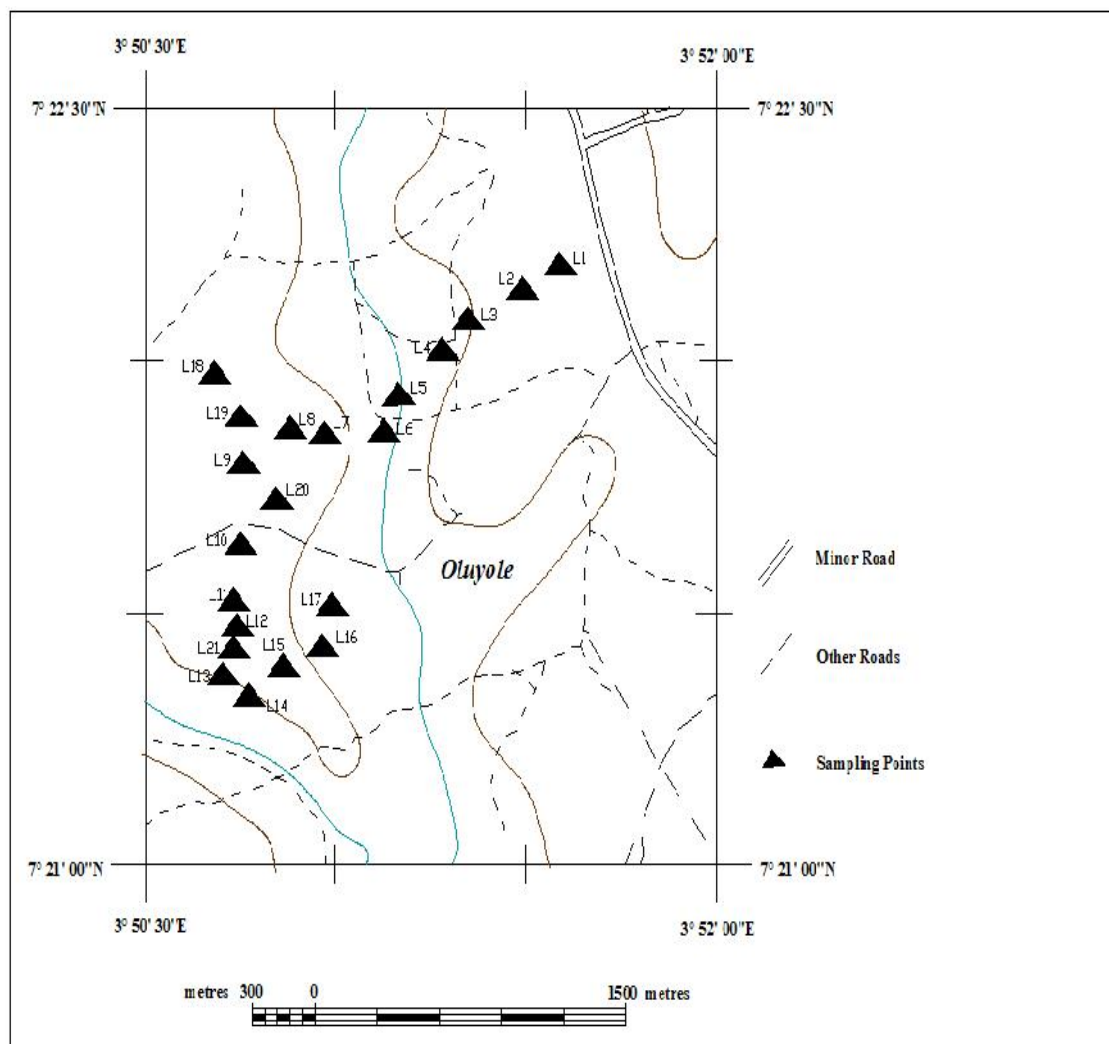 3° 50' 30"E
3° 52' 00"E
7° 22' 30"N
7° 22' 30"N
L1
L2
L3
L4
L18
L5
L19
L8
L6
L9
L20
L10
Oluyole
Minor Road
L17
L12
L16
L21
L15
Other Roads
L13
L14
Sampling Points
7° 21' 00"N
7° 21' 00"N
3° 50' 30"E
3° 52' 00"E
metres 300 0 1500 metres